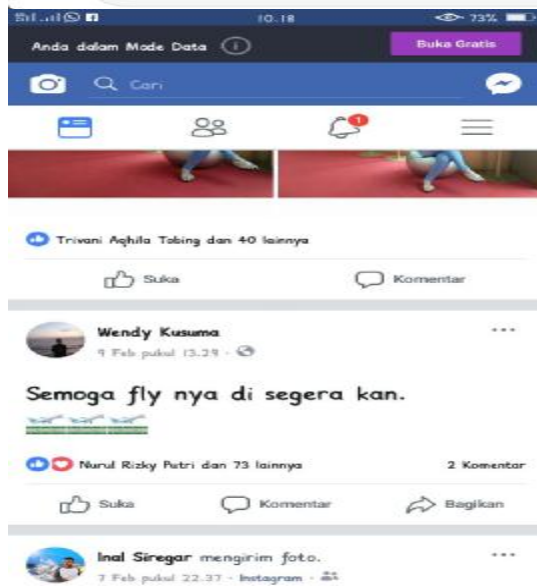 10.18
73%
Anda dalam Mode Data
Buka Gratis
Cari
1
Trivani Aqhila Tobing dan 40 lainnya
Suka
Komentar
Wendy Kusuma
9 Feb pukul 13.29
Semoga fly nya di segera kan.
Nurul Rizky Putri dan 73 lainnya
2 Komentar
Suka
Komentar
Bagikan
Inal Siregar mengirim foto.
7 Feb pukul 22.37 · Instagram ·